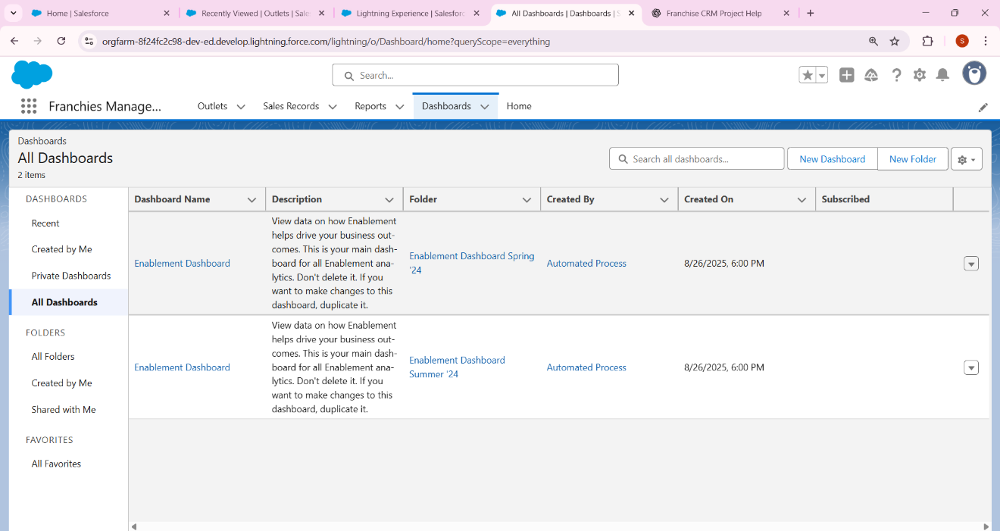 Home | Salesforce
Recently Viewed | Outlets | Sale
Lightning Experience | Salesforc
All Dashboards | Dashboards | S
Franchise CRM Project Help
orgfarm-8f24fc2c98-dev-ed.develop.lightning.force.com/lightning/o/Dashboard/home?queryScope=everything
S
Search...
Franchies Manage...
Outlets
Sales Records
Reports
Dashboards
Home
Dashboards
All Dashboards
2 items
Search all dashboards...
New Dashboard
New Folder
DASHBOARDS
Recent
Created by Me
Private Dashboards
All Dashboards
FOLDERS
All Folders
Created by Me
Shared with Me
FAVORITES
All Favorites
Dashboard Name
Description
Folder
Created By
Created On
Subscribed
Enablement Dashboard
View data on how Enablement
helps drive your business out-
comes. This is your main dash-
board for all Enablement ana-
lytics. Don't delete it. If you
want to make changes to this
dashboard, duplicate it.
Enablement Dashboard Spring
'24
Automated Process
8/26/2025, 6:00 PM
Enablement Dashboard
View data on how Enablement
helps drive your business out-
comes. This is your main dash-
board for all Enablement ana-
lytics. Don't delete it. If you
want to make changes to this
dashboard, duplicate it.
Enablement Dashboard
Summer '24
Automated Process
8/26/2025, 6:00 PM